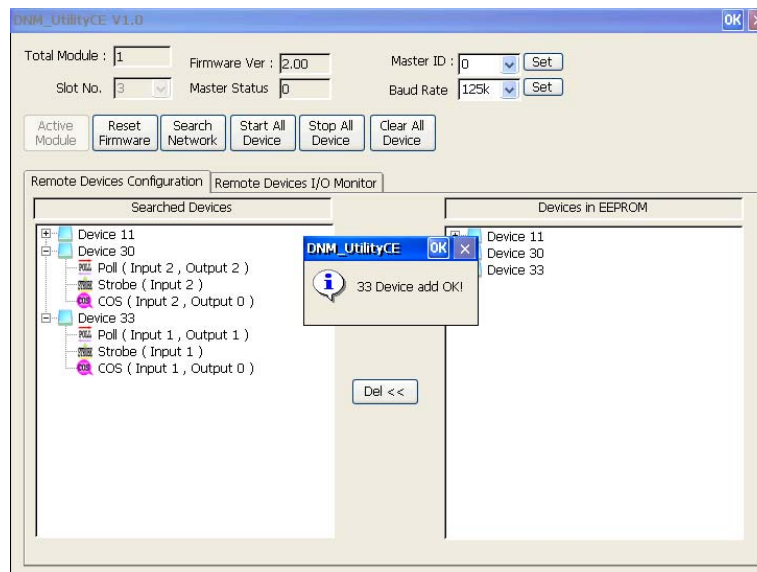 DNM_UtilityCE V1.0 OK
Total Module : 1 Firmware Ver : 2.00 Master ID : 0 Set
Slot No. 3 Master Status 0 Baud Rate 125k Set
Active Module Reset Firmware Search Network Start All Device Stop All Device Clear All Device
Remote Devices Configuration Remote Devices I/O Monitor
Searched Devices Devices in EEPROM
Device 11
Device 30
Poll ( Input 2 , Output 2 )
Strobe ( Input 2 )
COS ( Input 2 , Output 0 )
Device 33
Poll ( Input 1 , Output 1 )
Strobe ( Input 1 )
COS ( Input 1 , Output 0 )
DNM_UtilityCE OK
33 Device add OK!
Del <<
Device 11
Device 30
Device 33